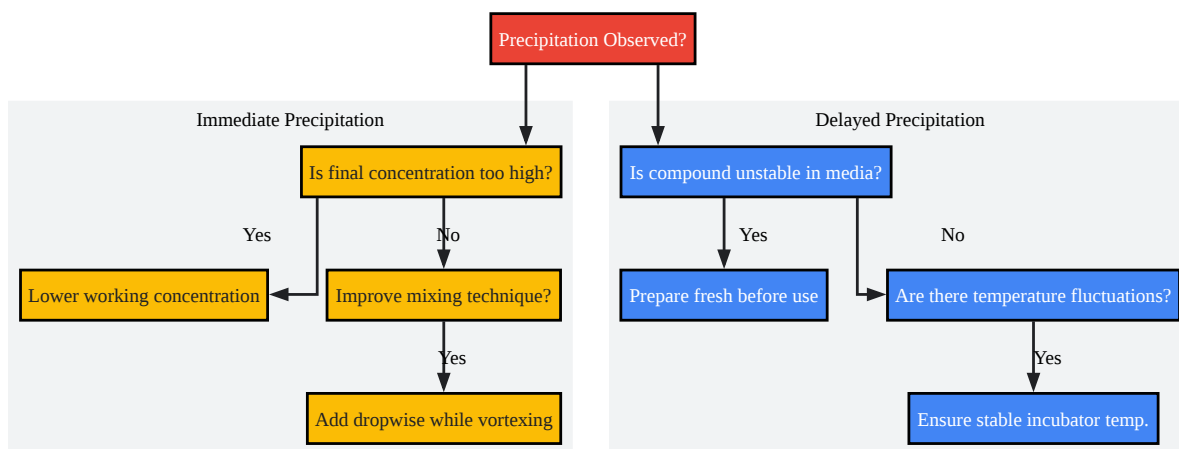 Precipitation Observed?
Immediate Precipitation
Is final concentration too high?
Yes
No
Lower working concentration
Improve mixing technique?
Yes
Add dropwise while vortexing
Delayed Precipitation
Is compound unstable in media?
Yes
No
Prepare fresh before use
Are there temperature fluctuations?
Yes
Ensure stable incubator temp.